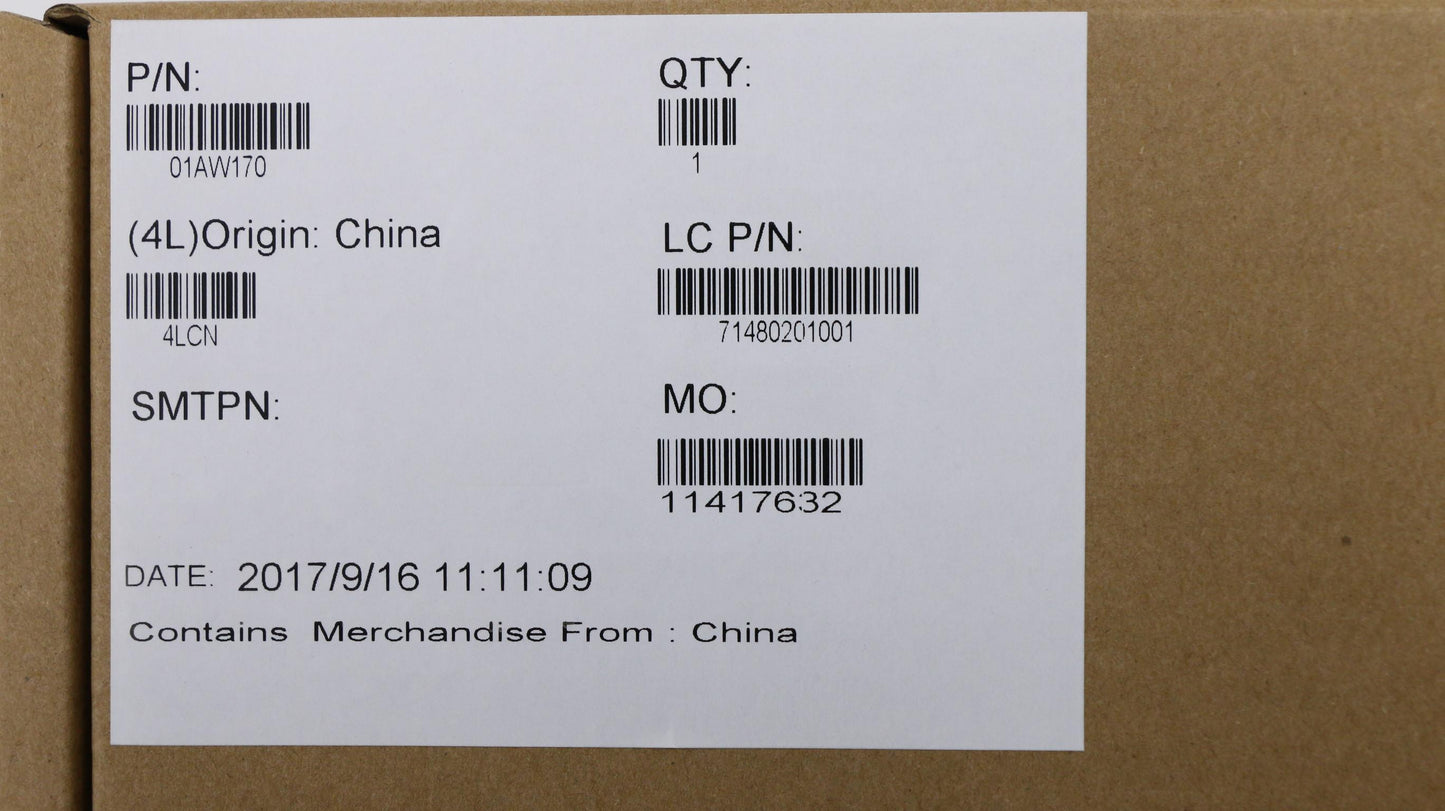 P/N:
01AW170
QTY:
1
(4L)Origin: China
4LCN
LC P/N:
71480201001
SMTPN:
MO:
11417632
DATE: 2017/9/16 11:11:09
Contains Merchandise From : China